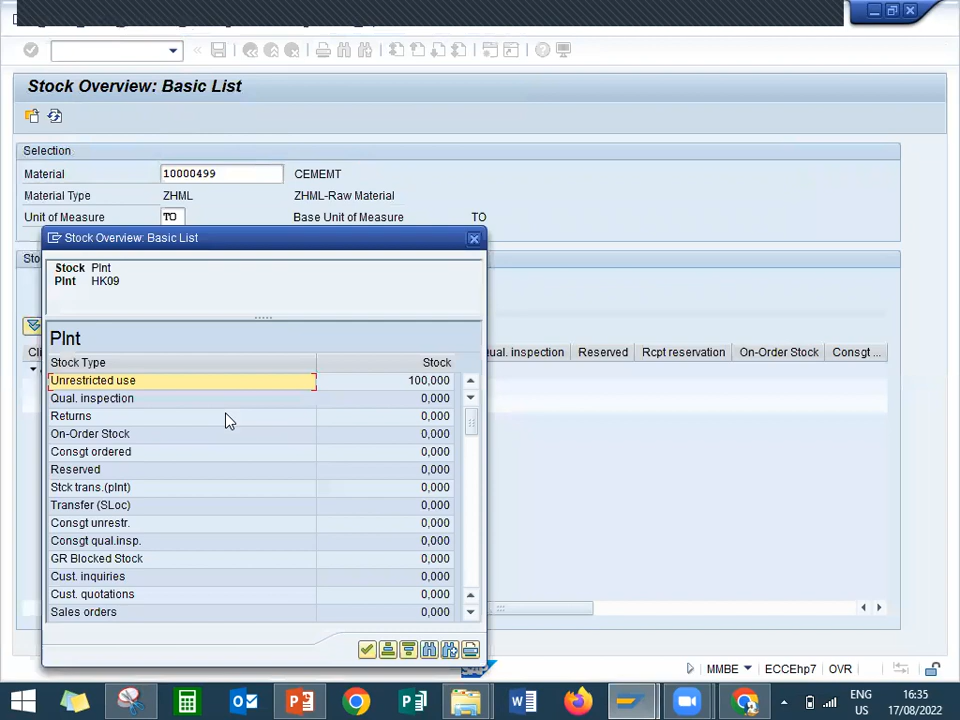 Stock Overview: Basic List
Selection
Material 10000499 CEMEMT
Material Type ZHML ZHML-Raw Material
Unit of Measure TO Base Unit of Measure TO
Stock Overview: Basic List
Stock Plnt
Plnt HK09
Plnt
Qual. inspection Reserved Rcpt reservation On-Order Stock Consgt ...
Stock Type Stock
Unrestricted use 100,000
Qual. inspection 0,000
Returns 0,000
On-Order Stock 0,000
Consgt ordered 0,000
Reserved 0,000
Stck trans.(plnt) 0,000
Transfer (SLoc) 0,000
Consgt unrestr. 0,000
Consgt qual.insp. 0,000
GR Blocked Stock 0,000
Cust. inquiries 0,000
Cust. quotations 0,000
Sales orders 0,000
MMBE ECCEhp7 OVR
ENG 16:35
US 17/08/2022